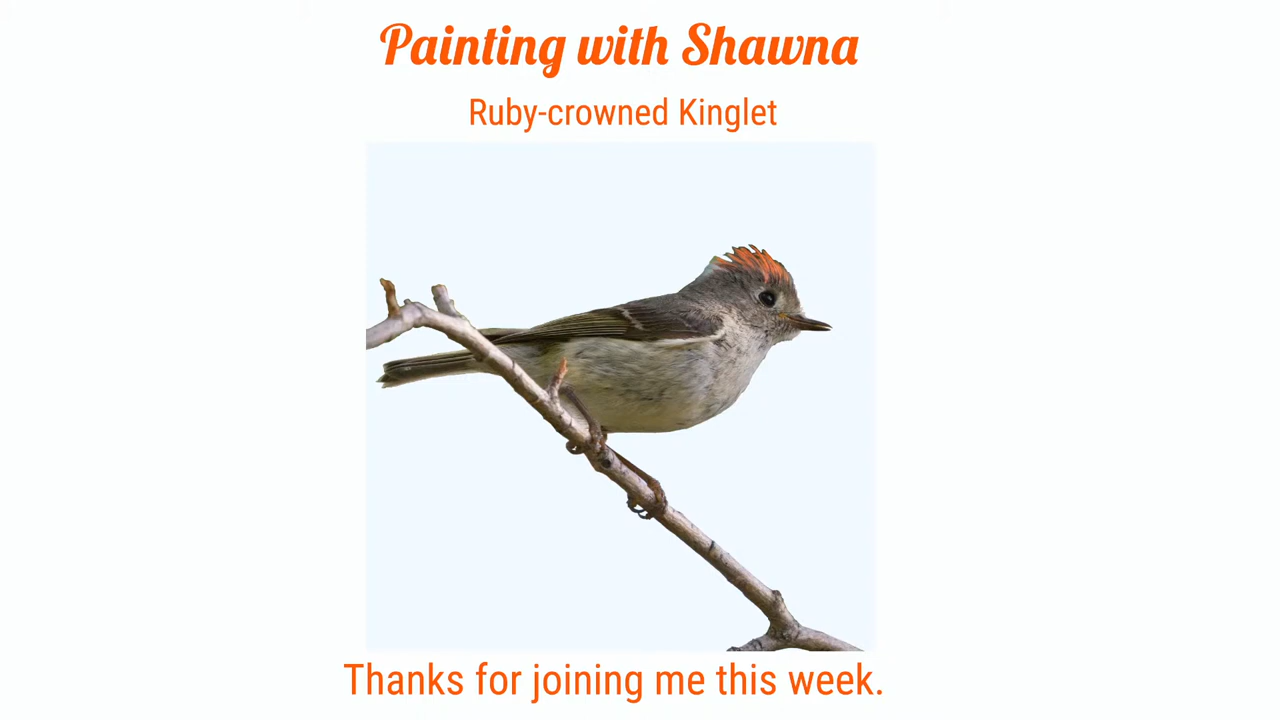 Painting with Shawna
Ruby-crowned Kinglet
Thanks for joining me this week.